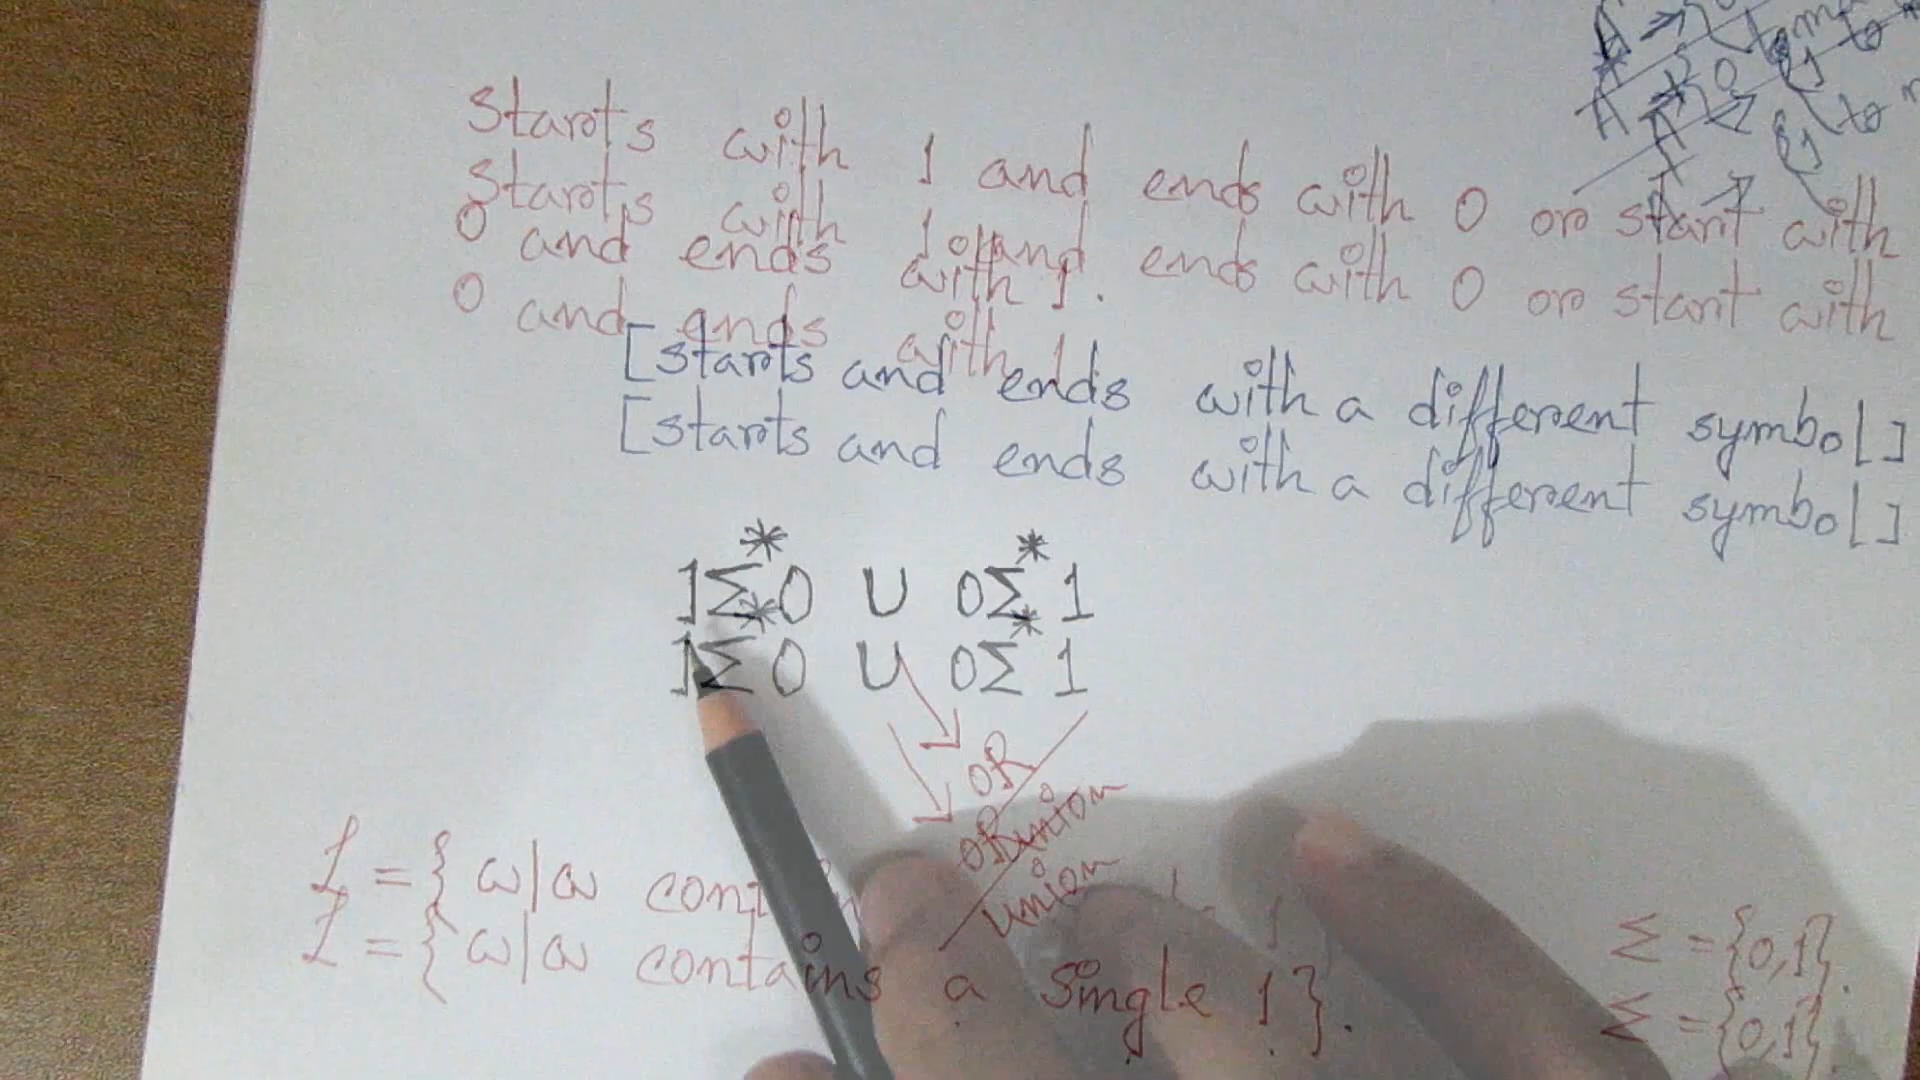 Starts with 1 and ends with 0 or start with
0 and ends with 1.
[starts and ends with a different symbol]
1Σ*0 U 0Σ*1
OR
union
L = { w|w contains a single 1}.
Σ = {0,1}.